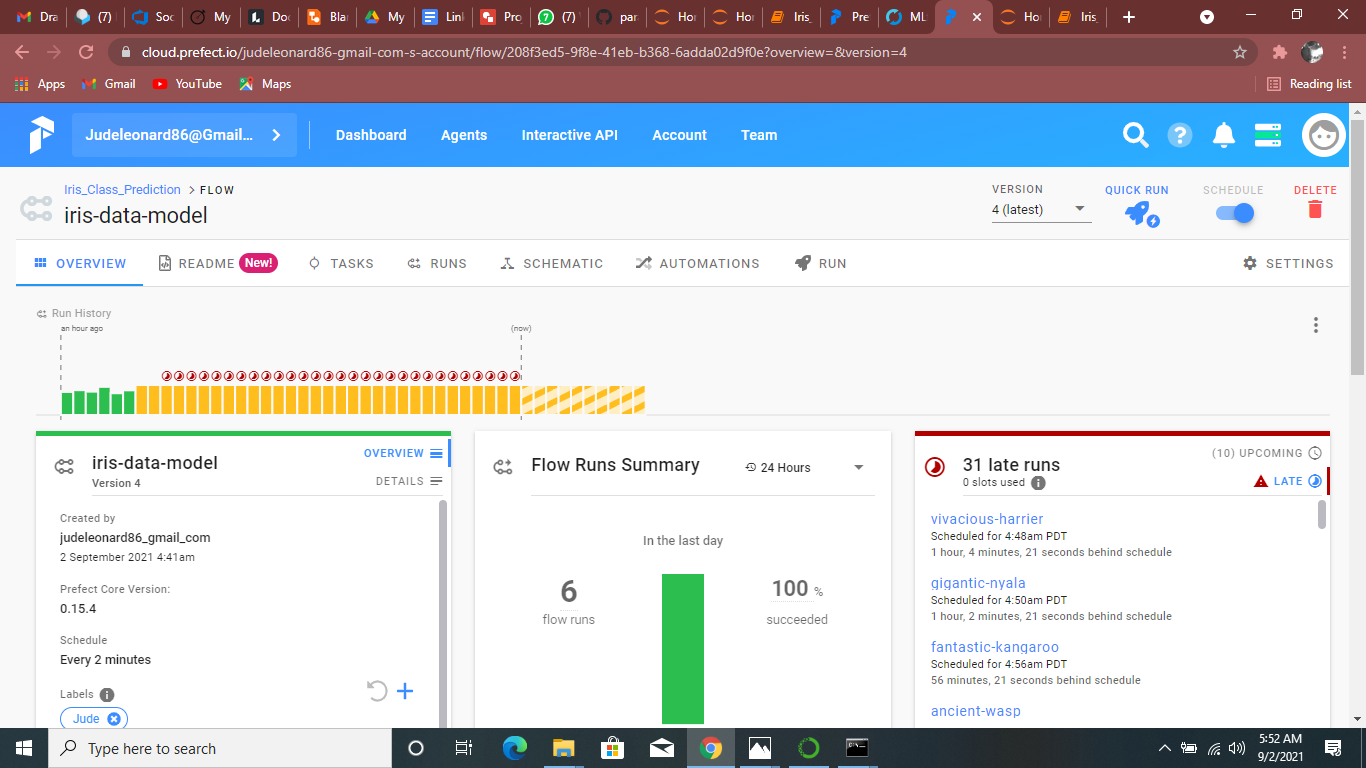 Dra
(7)
Soc
My
Doc
Blar
My
Link
Pro
(7)
par
Hor
Hor
Iris_
Pre
ML
Ho
Iris_
cloud.prefect.io/judeleonard86-gmail-com-s-account/flow/208f3ed5-9f8e-41eb-b368-6adda02d9f0e?overview=&version=4
Apps
Gmail
YouTube
Maps
Reading list
Judeleonard86@Gmail...
Dashboard
Agents
Interactive API
Account
Team
Iris_Class_Prediction > FLOW
iris-data-model
VERSION
4 (latest)
QUICK RUN
SCHEDULE
DELETE
OVERVIEW
README New!
TASKS
RUNS
SCHEMATIC
AUTOMATIONS
RUN
SETTINGS
Run History
an hour ago
(now)
iris-data-model
Version 4
OVERVIEW
DETAILS
Created by
judeleonard86_gmail_com
2 September 2021 4:41am
Prefect Core Version:
0.15.4
Schedule
Every 2 minutes
Labels
Jude
Flow Runs Summary
24 Hours
In the last day
6
flow runs
100 %
succeeded
31 late runs
0 slots used
(10) UPCOMING
LATE
vivacious-harrier
Scheduled for 4:48am PDT
1 hour, 4 minutes, 21 seconds behind schedule
gigantic-nyala
Scheduled for 4:50am PDT
1 hour, 2 minutes, 21 seconds behind schedule
fantastic-kangaroo
Scheduled for 4:56am PDT
56 minutes, 21 seconds behind schedule
ancient-wasp
Type here to search
5:52 AM
9/2/2021